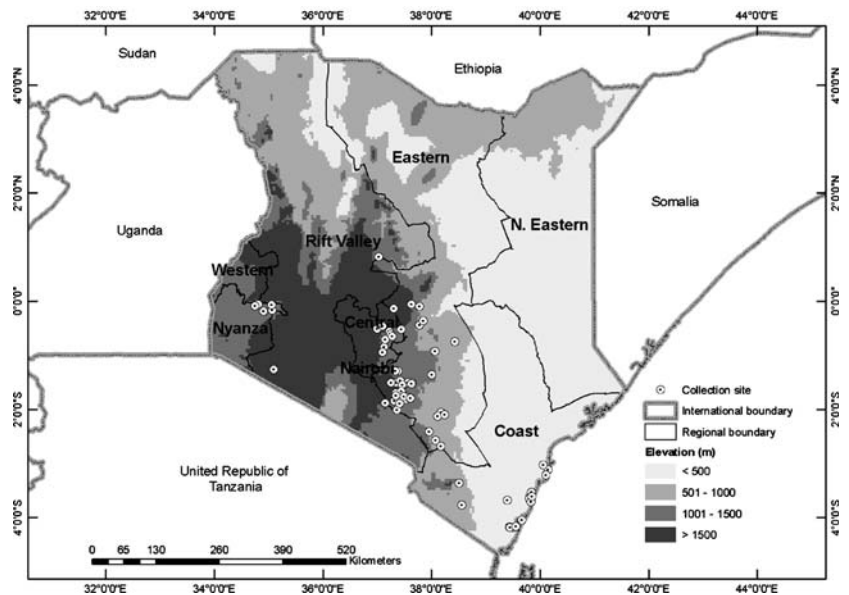 32°0'0"E 34°0'0"E 36°0'0"E 38°0'0"E 40°0'0"E 42°0'0"E 44°0'0"E
Sudan
Ethiopia
4°0'0"N
4°0'0"N
Eastern
2°0'0"N
2°0'0"N
Somalia
N. Eastern
Uganda
Rift Valley
Western
0°0'0"
0°0'0"
Nyanza
Central
Nairobi
Collection site
International boundary
Regional boundary
2°0'0"S
2°0'0"S
Coast
Elevation (m)
< 500
United Republic of
Tanzania
501 - 1000
1001 - 1500
> 1500
4°0'0"S
4°0'0"S
0 65 130 260 390 520
Kilometers
32°0'0"E 34°0'0"E 36°0'0"E 38°0'0"E 40°0'0"E 42°0'0"E 44°0'0"E